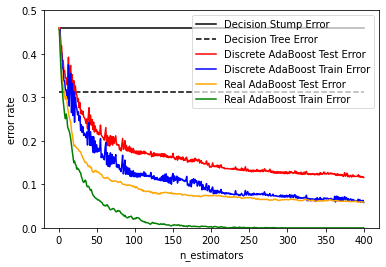 0.5
0.4
0.3
0.2
0.1
0.0
error rate
0
50
100
150
200
250
300
350
400
n_estimators
Decision Stump Error
Decision Tree Error
Discrete AdaBoost Test Error
Discrete AdaBoost Train Error
Real AdaBoost Test Error
Real AdaBoost Train Error